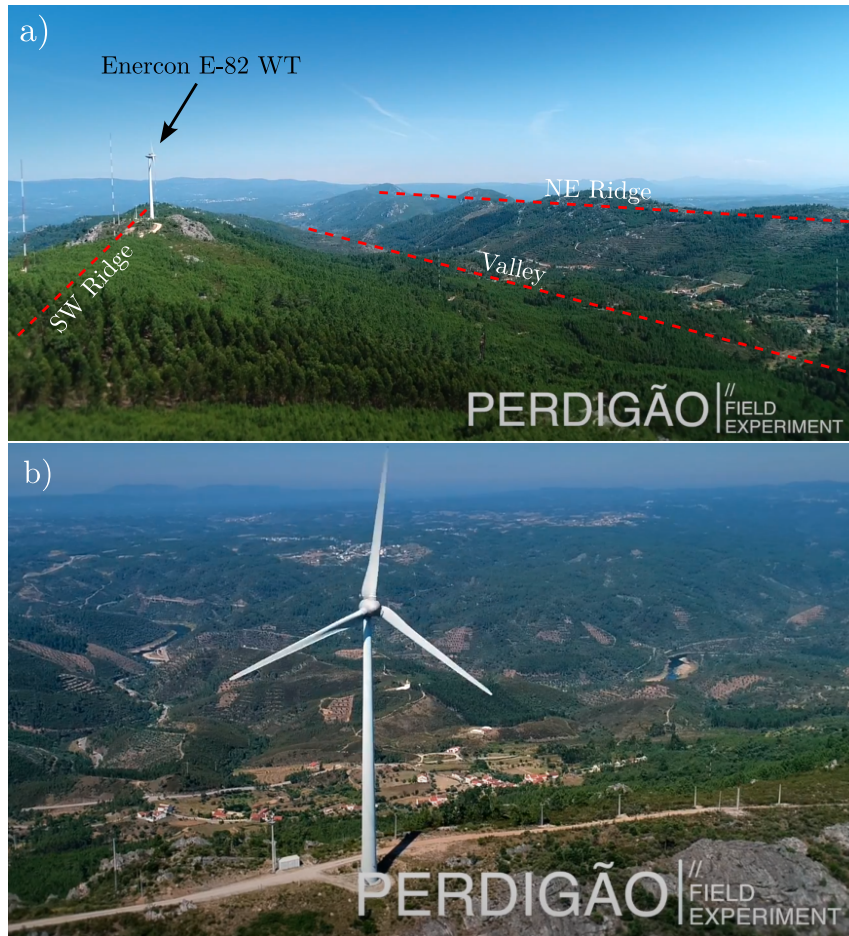 a)
Enercon E-82 WT
NE Ridge
Valley
SW Ridge
PERDIGÃO
//
FIELD
EXPERIMENT
b)
PERDIGÃO
//
FIELD
EXPERIMENT